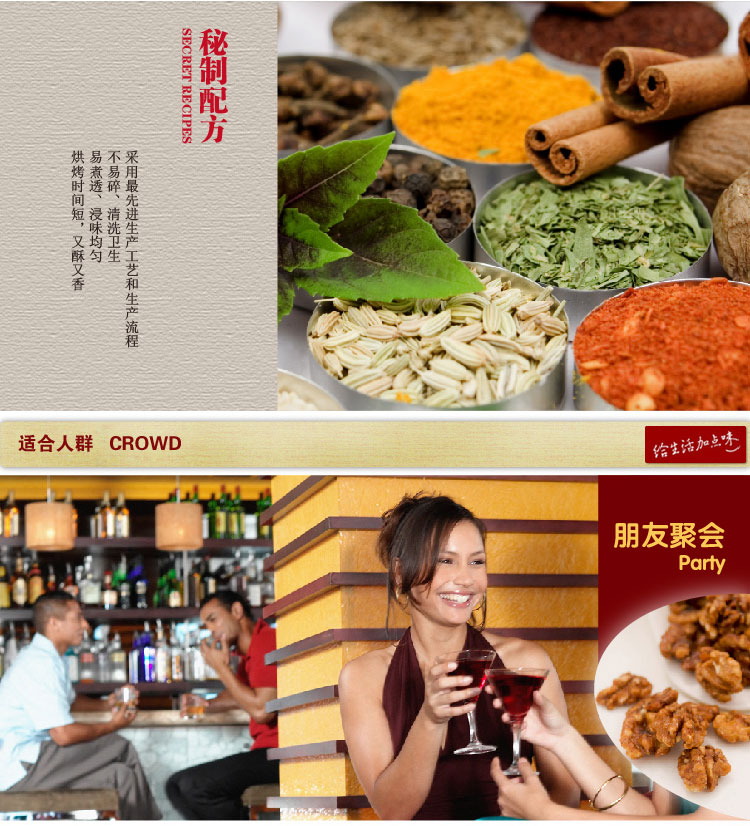 秘制配方
SECRET RECIPES
采用最先进生产工艺和生产流程
不易碎、清洗卫生
易煮透、浸味均匀
烘烤时间短，又酥又香
适合人群 CROWD
给生活加点味
朋友聚会
Party